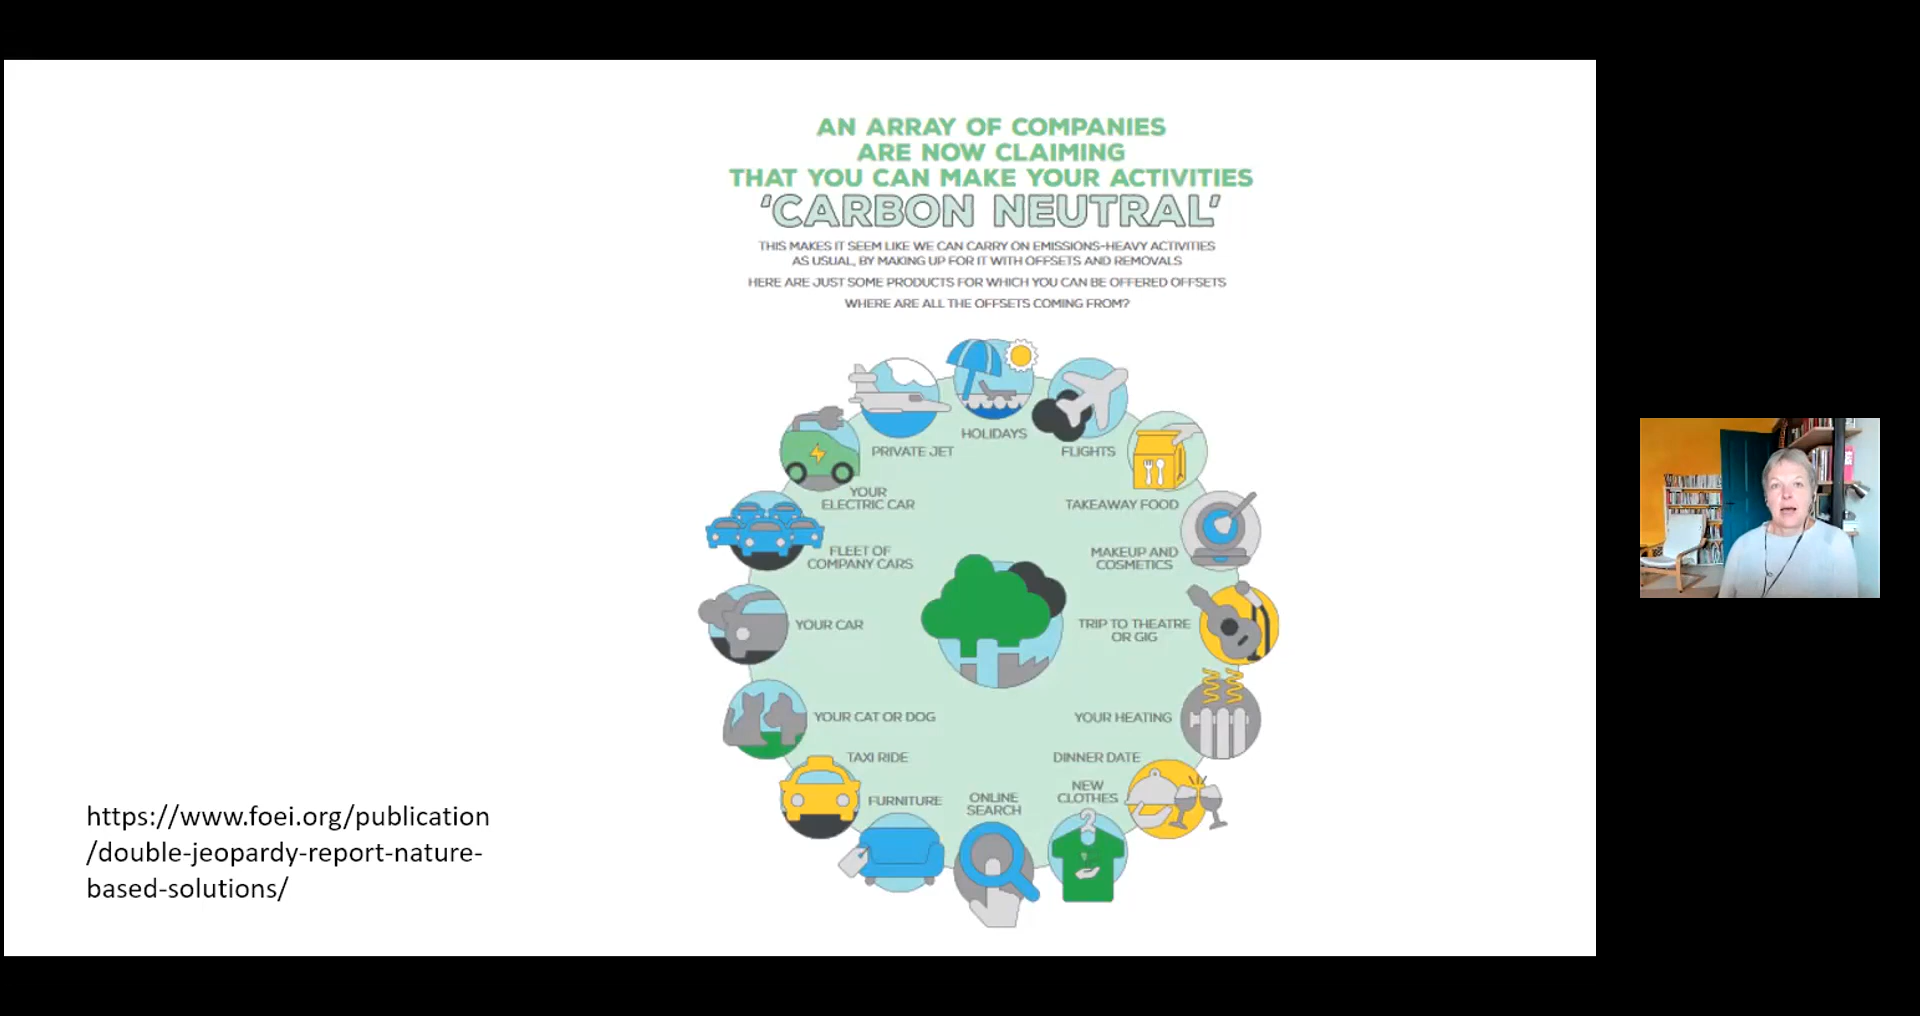 AN ARRAY OF COMPANIES
ARE NOW CLAIMING
THAT YOU CAN MAKE YOUR ACTIVITIES
‘CARBON NEUTRAL’
THIS MAKES IT SEEM LIKE WE CAN CARRY ON EMISSIONS-HEAVY ACTIVITIES
AS USUAL, BY MAKING UP FOR IT WITH OFFSETS AND REMOVALS
HERE ARE JUST SOME PRODUCTS FOR WHICH YOU CAN BE OFFERED OFFSETS
WHERE ARE ALL THE OFFSETS COMING FROM?
HOLIDAYS
FLIGHTS
TAKEAWAY FOOD
MAKEUP AND
COSMETICS
TRIP TO THEATRE
OR GIG
YOUR HEATING
DINNER DATE
NEW
CLOTHES
ONLINE
SEARCH
FURNITURE
TAXI RIDE
YOUR CAT OR DOG
YOUR CAR
FLEET OF
COMPANY CARS
YOUR
ELECTRIC CAR
PRIVATE JET
https://www.foei.org/publication
/double-jeopardy-report-nature-
based-solutions/